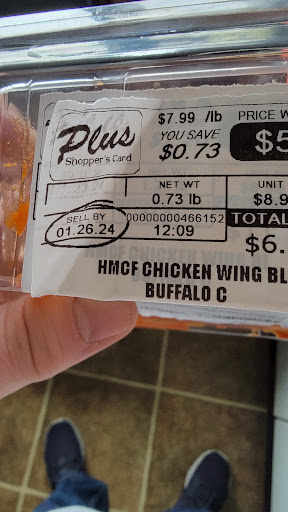 Plus
Shopper's Card
$7.99 /lb
YOU SAVE
$0.73
PRICE
$5
NET WT
0.73 lb
UNIT
$8.9
SELL BY
01.26.24
00000000466152
12:09
TOTAL
$6.
HMCF CHICKEN WING BL
BUFFALO C